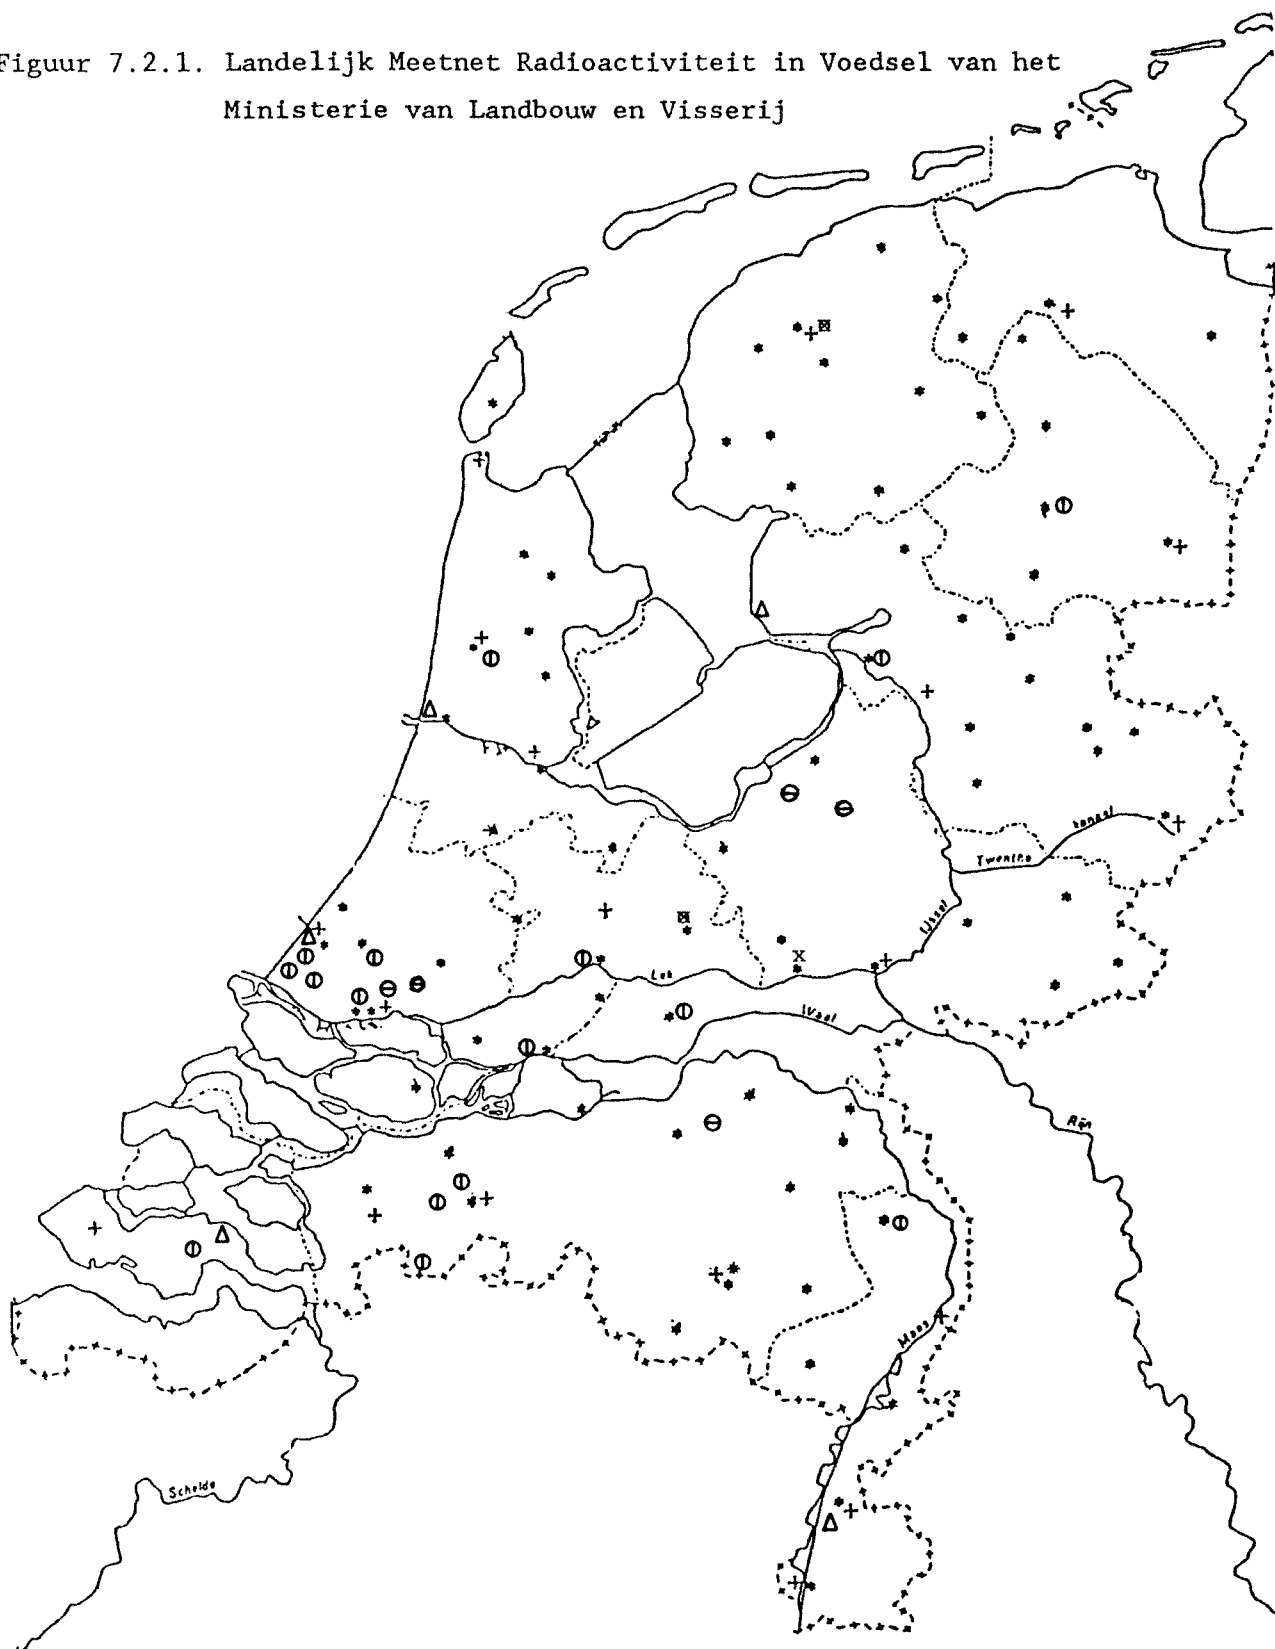 Figuur 7.2.1. Landelijk Meetnet Radioactiviteit in Voedsel van het
Ministerie van Landbouw en Visserij
Twenthe kanaal
IJssel
Lek
Waal
Rijn
Maas
Schelde